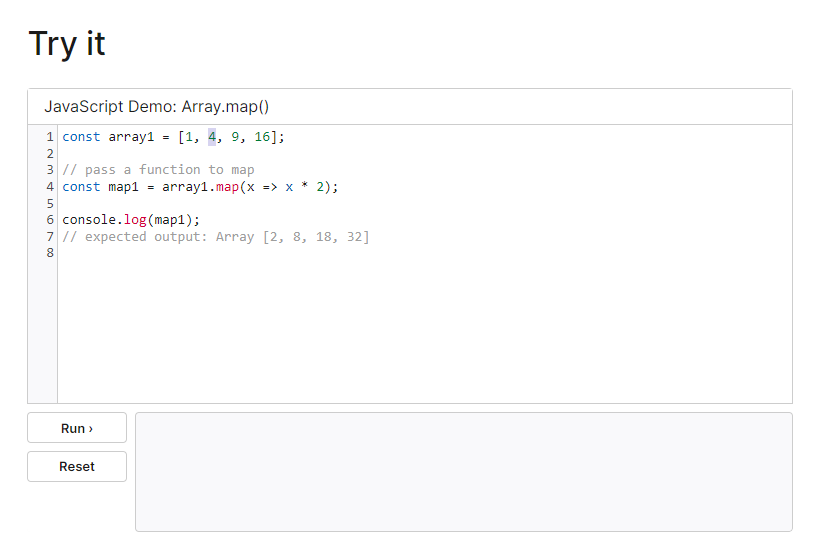 Try it
JavaScript Demo: Array.map()
1 const array1 = [1, 4, 9, 16];
2
3 // pass a function to map
4 const map1 = array1.map(x => x * 2);
5
6 console.log(map1);
7 // expected output: Array [2, 8, 18, 32]
8
Run ›
Reset